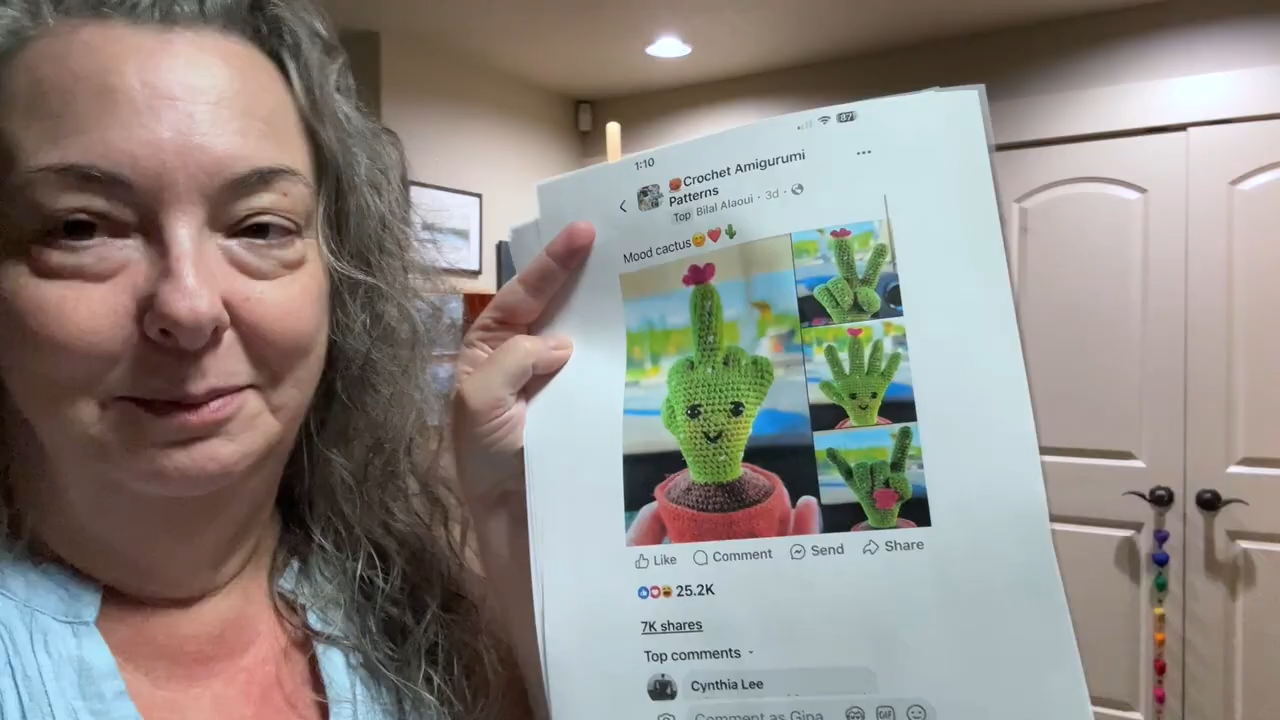 1:10
87
Crochet Amigurumi
Patterns
Top Bilal Alaoui · 3d ·
Mood cactus😊❤️🌵
Like Comment Send Share
25.2K
7K shares
Top comments
Cynthia Lee
Comment as Gina
GIF